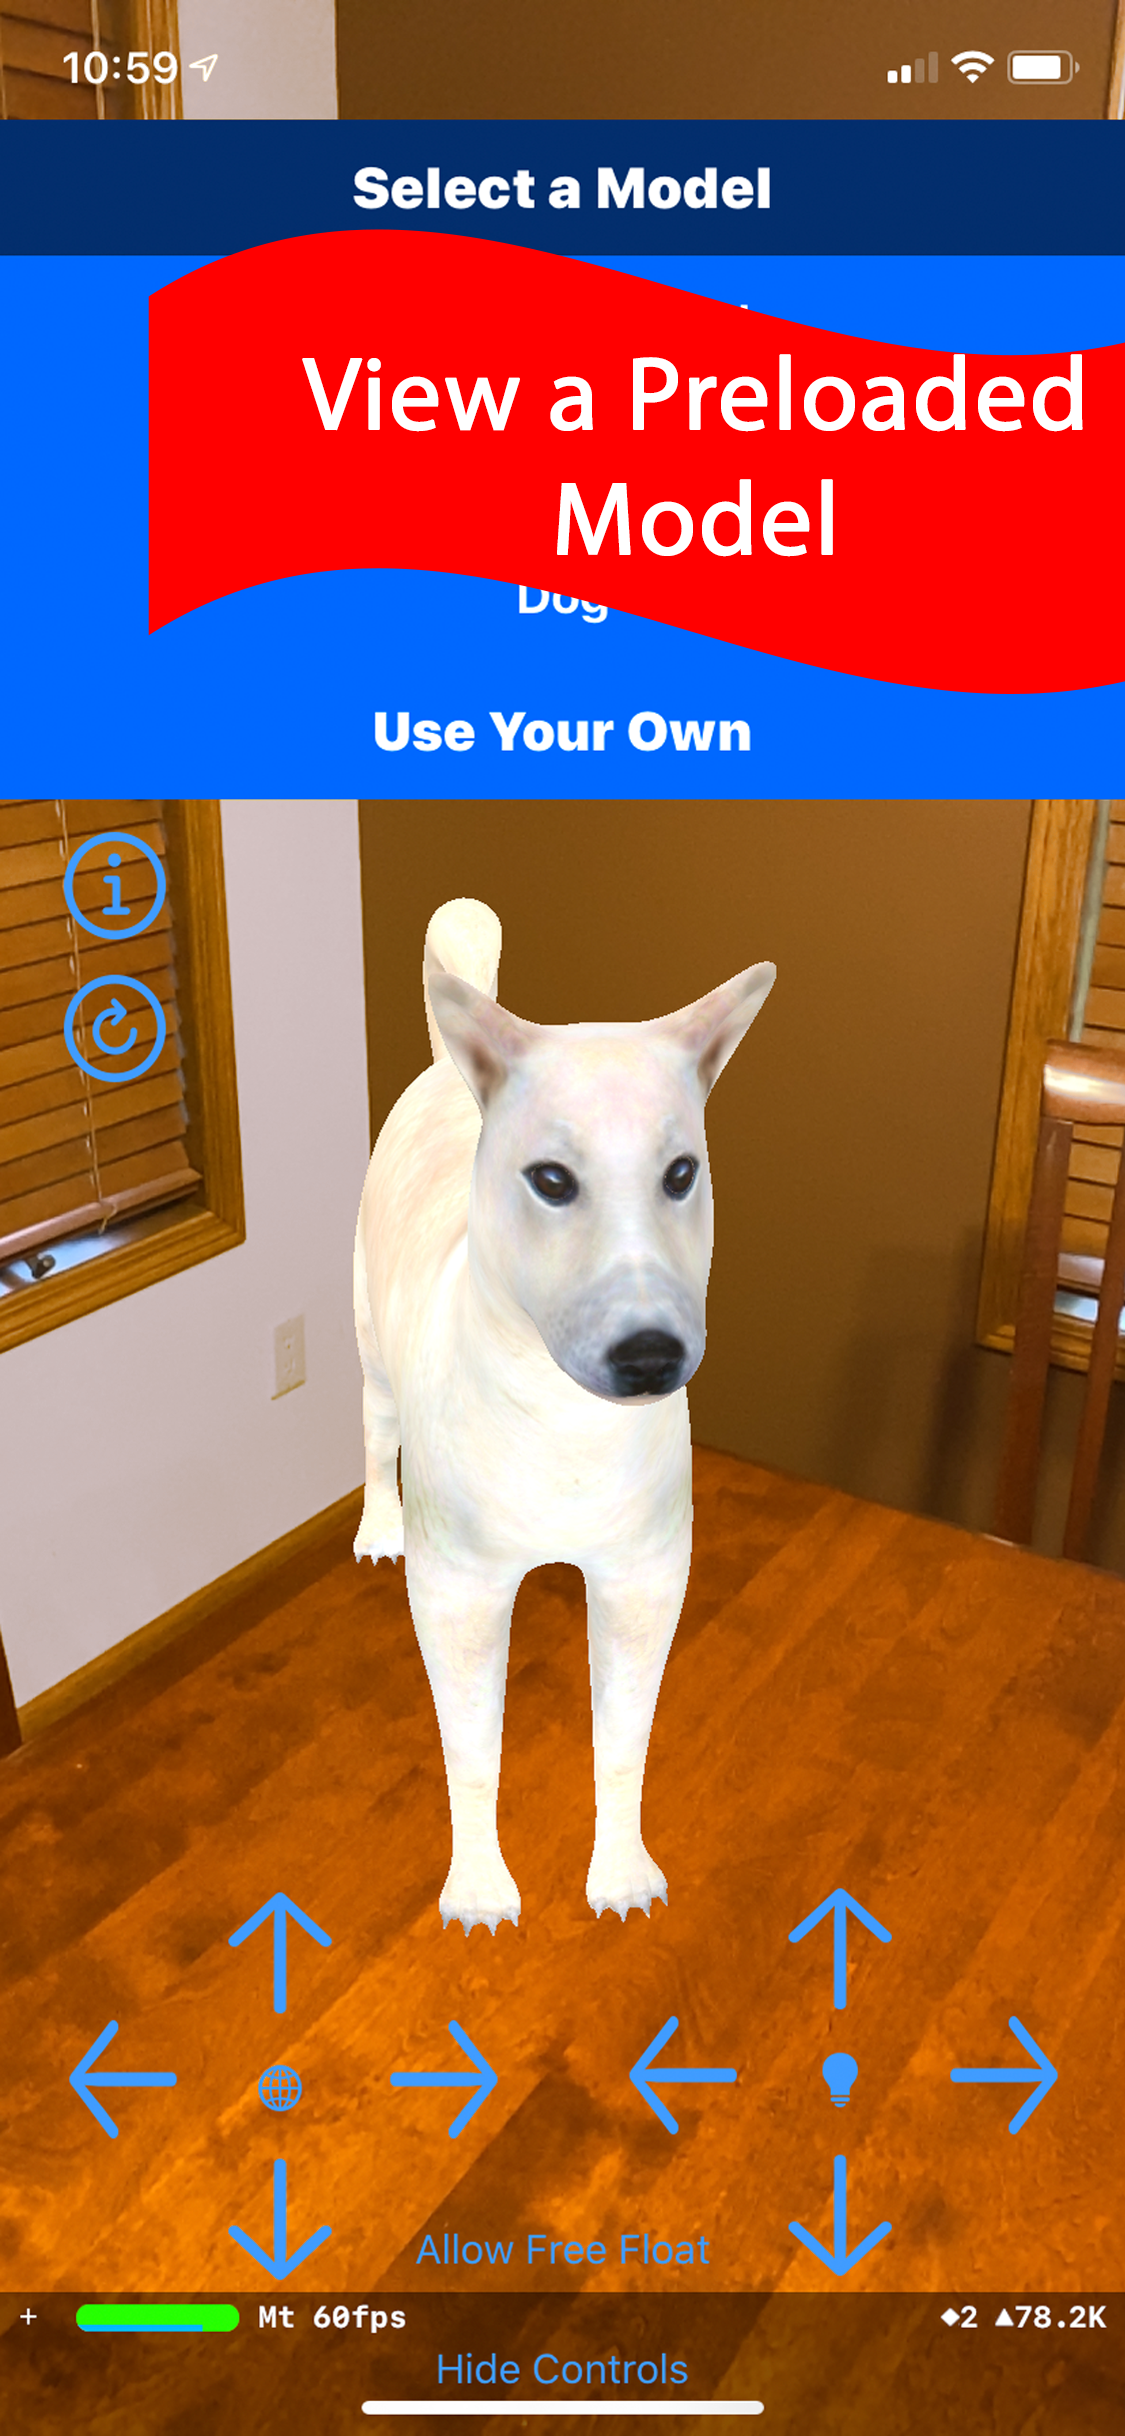 10:59
Select a Model
View a Preloaded
Model
Dog
Use Your Own
Allow Free Float
+ Mt 60fps ◆2 ▲78.2K
Hide Controls